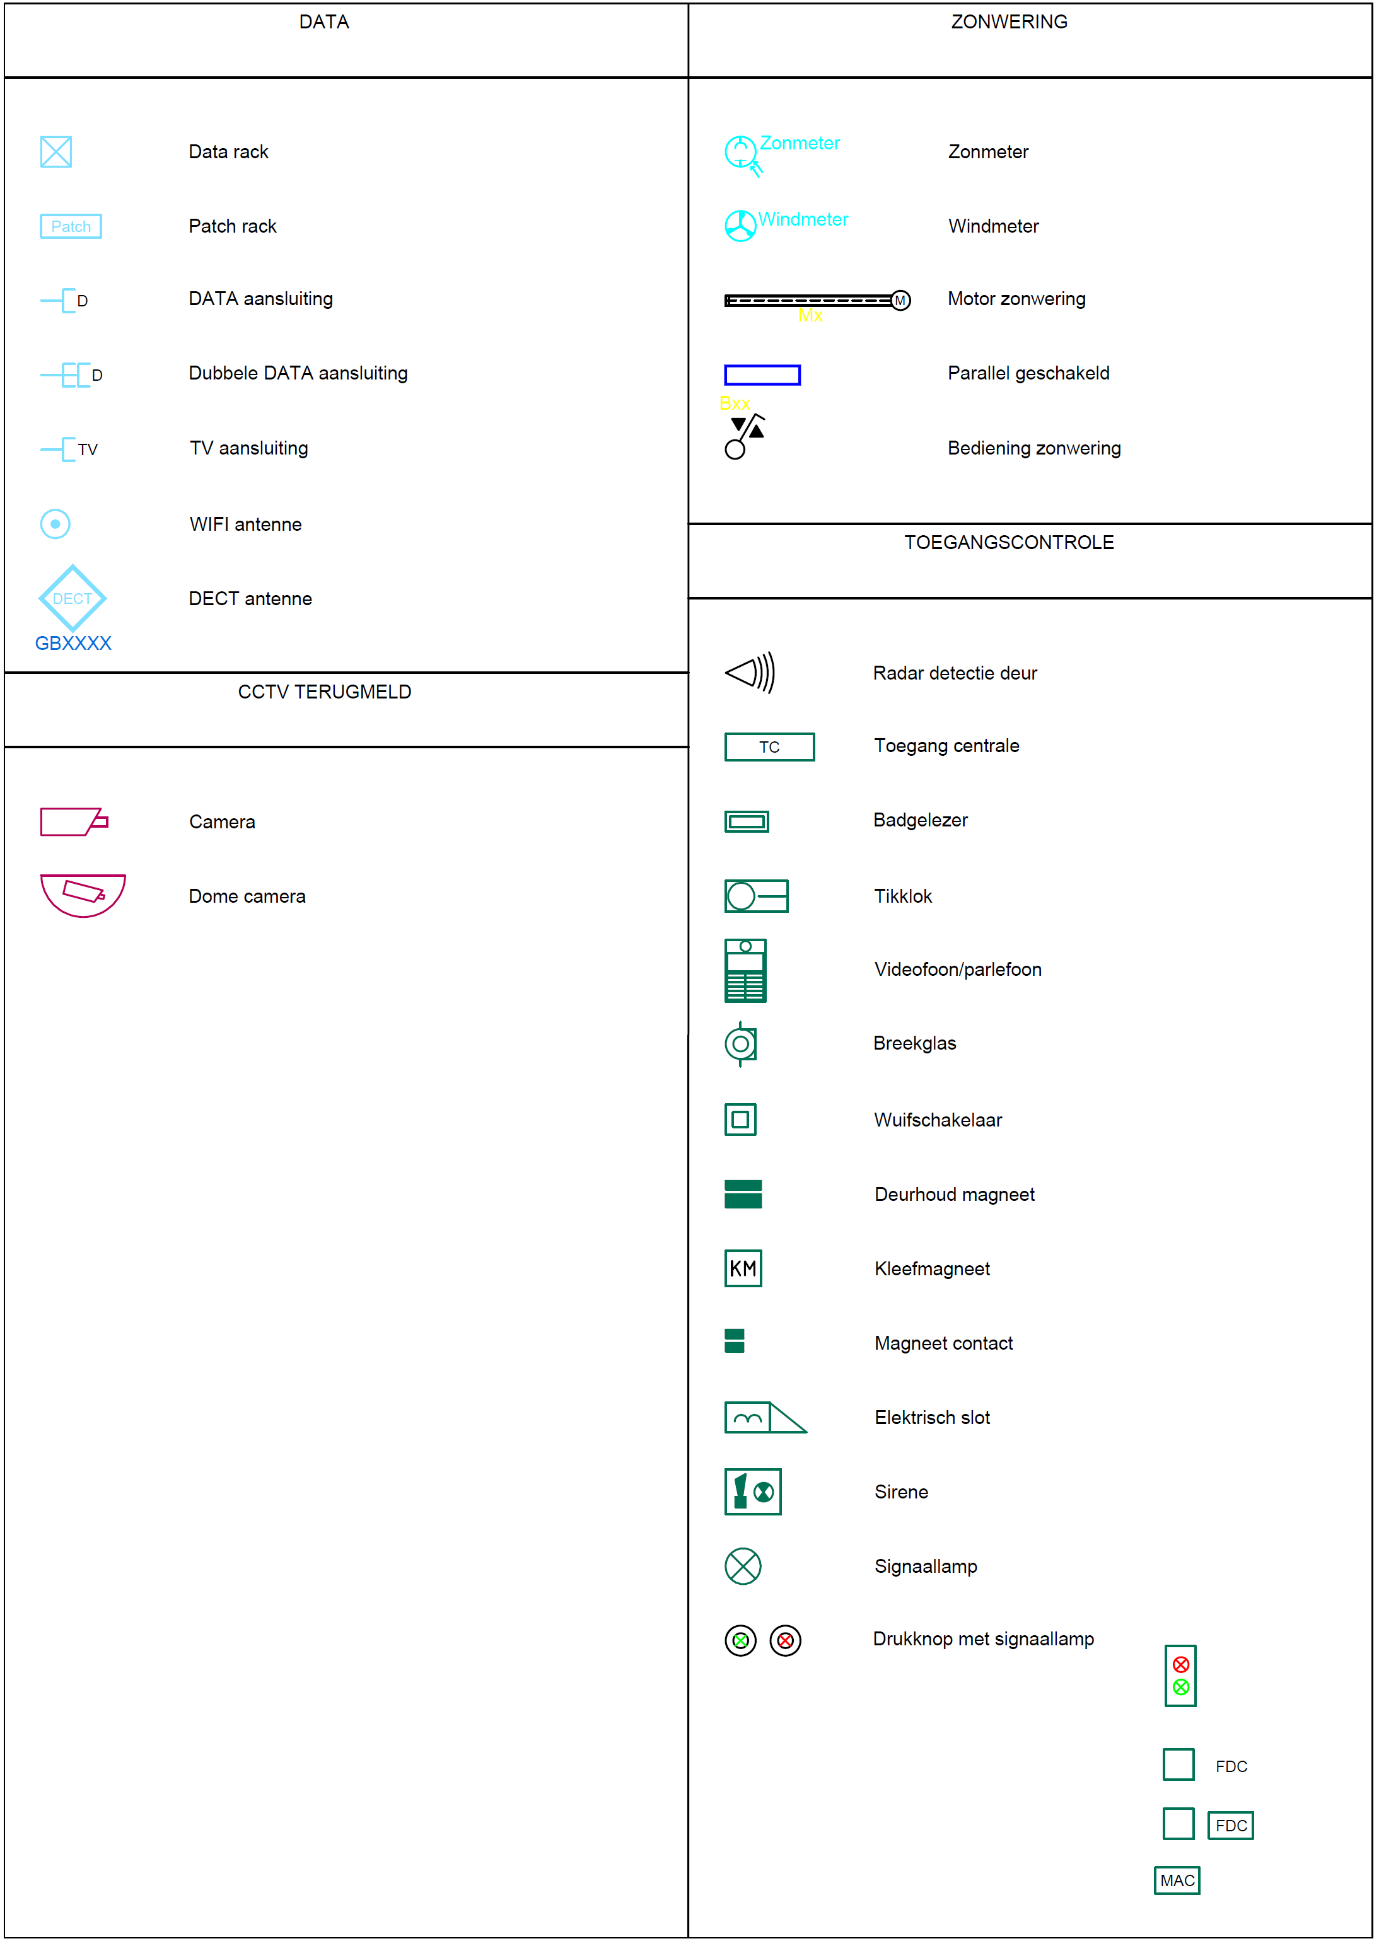 DATA
Data rack
Patch
Patch rack
D
DATA aansluiting
D
Dubbele DATA aansluiting
TV
TV aansluiting
WIFI antenne
DECT
DECT antenne
GBXXXX
CCTV TERUGMELD
Camera
Dome camera
ZONWERING
Zonmeter
Zonmeter
Windmeter
Windmeter
M
Motor zonwering
Mx
Parallel geschakeld
Bxx
Bediening zonwering
TOEGANGSCONTROLE
Radar detectie deur
TC
Toegang centrale
Badgelezer
Tikklok
Videofoon/parlefoon
Breekglas
Wuifschakelaar
Deurhoud magneet
KM
Kleefmagneet
Magneet contact
Elektrisch slot
Sirene
Signaallamp
Drukknop met signaallamp
FDC
FDC
MAC